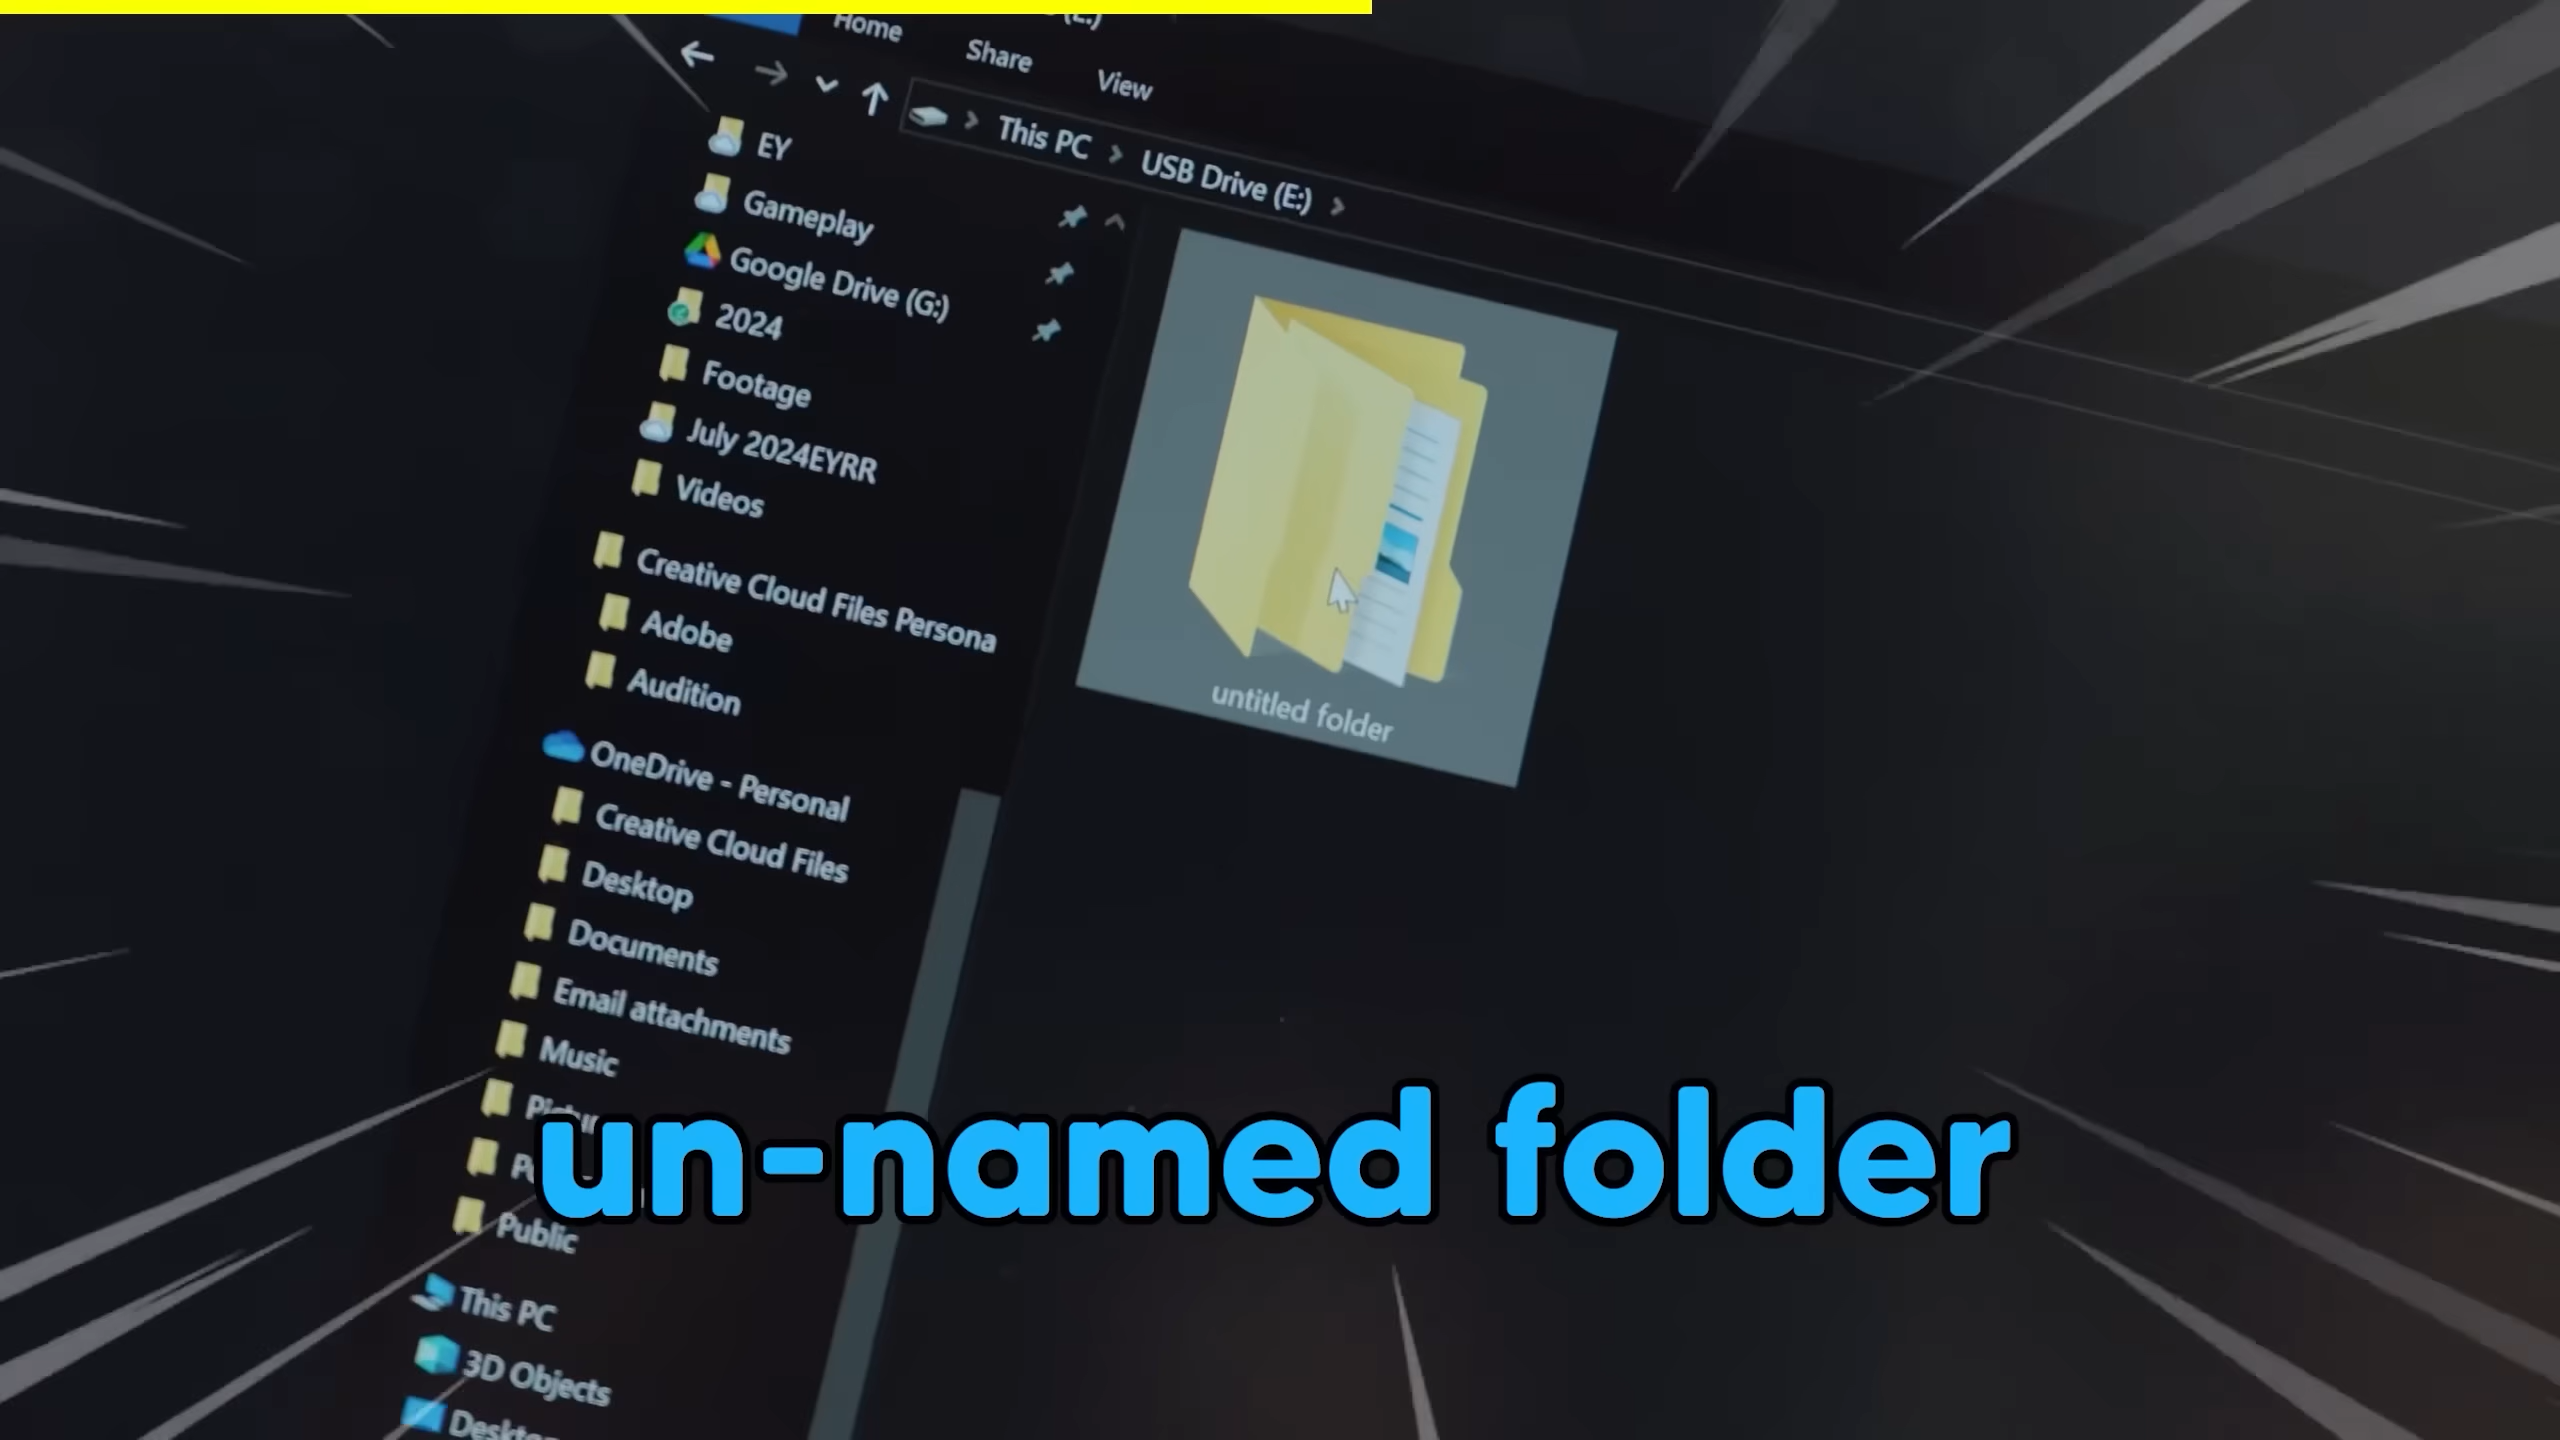 Home
Share
View
This PC
USB Drive (E:)
EY
Gameplay
Google Drive (G:)
2024
Footage
July 2024EYRR
Videos
Creative Cloud Files Persona
Adobe
Audition
OneDrive - Personal
Creative Cloud Files
Desktop
Documents
Email attachments
Music
Public
This PC
3D Objects
untitled folder
un-named folder